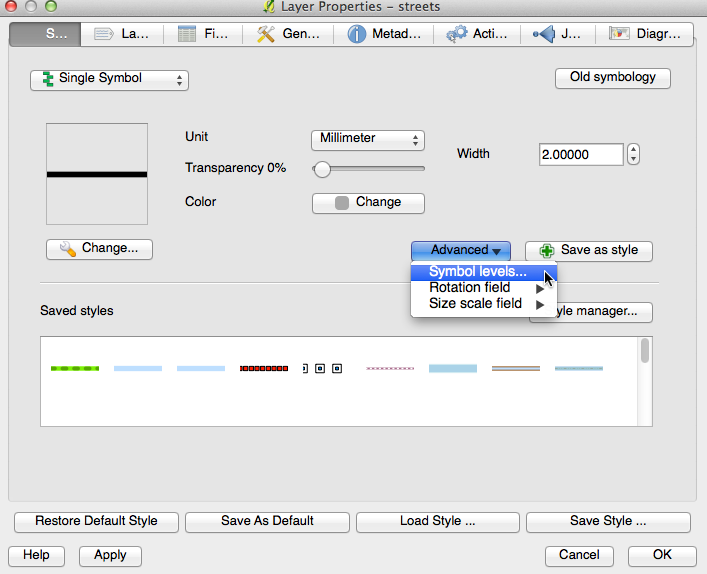 Layer Properties – streets
S... La... Fi... Gen... Metad... Acti... J... Diagr...
Single Symbol Old symbology
Unit Millimeter Width 2.00000
Transparency 0%
Color Change
Change... Advanced Save as style
Symbol levels...
Rotation field
Size scale field
Saved styles yle manager...
Restore Default Style Save As Default Load Style ... Save Style ...
Help Apply Cancel OK